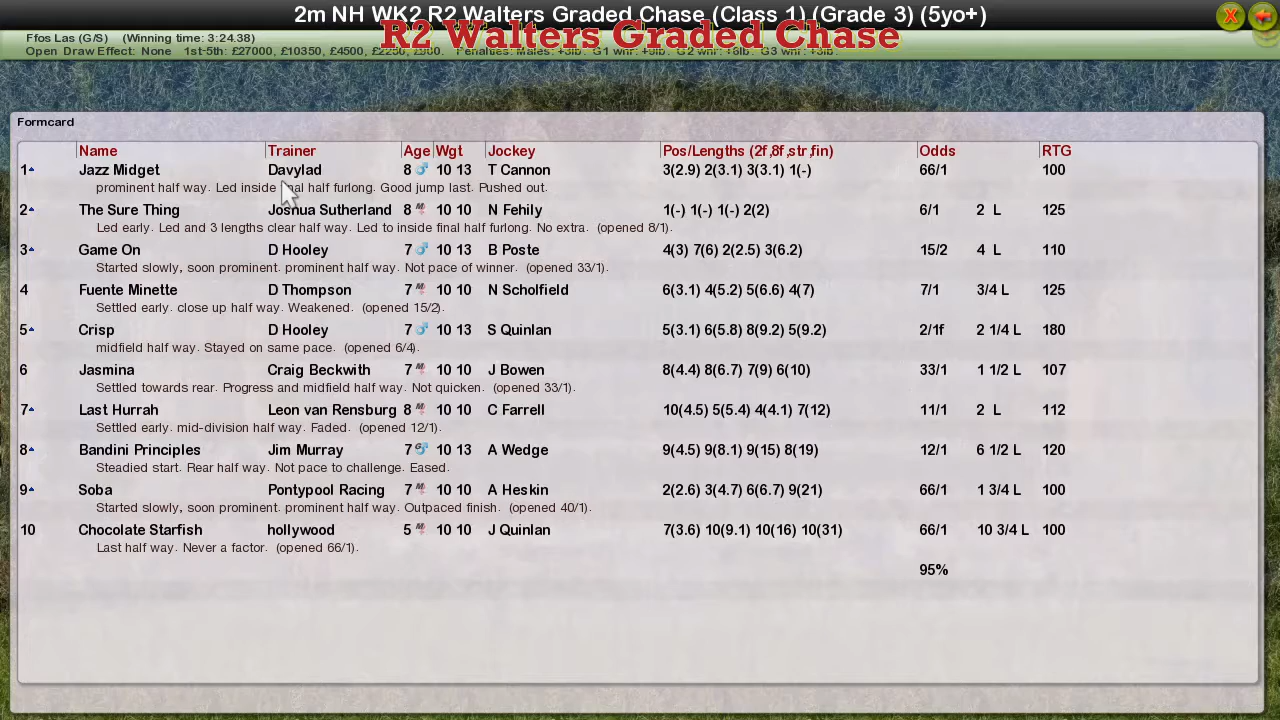 2m NH WK2 R2 Walters Graded Chase (Class 1) (Grade 3) (5yo+)
R2 Walters Graded Chase
Ffos Las (G/S) (Winning time: 3:24.38)
Open Draw Effect: None 1st-5th: £27000, £10350, £4500, £2250, £900. Penalties: Males: +3lb. G1 wnr: +9lb. G2 wnr: +6lb. G3 wnr: +3lb.
Formcard
Name Trainer Age Wgt Jockey Pos/Lengths (2f,8f,str,fin) Odds RTG
1 Jazz Midget Davylad 8 10 13 T Cannon 3(2.9) 2(3.1) 3(3.1) 1(-) 66/1 100
prominent half way. Led inside final half furlong. Good jump last. Pushed out.
2 The Sure Thing Joshua Sutherland 8 10 10 N Fehily 1(-) 1(-) 1(-) 2(2) 6/1 2 L 125
Led early. Led and 3 lengths clear half way. Led to inside final half furlong. No extra. (opened 8/1).
3 Game On D Hooley 7 10 13 B Poste 4(3) 7(6) 2(2.5) 3(6.2) 15/2 4 L 110
Started slowly, soon prominent. prominent half way. Not pace of winner. (opened 33/1).
4 Fuente Minette D Thompson 7 10 10 N Scholfield 6(3.1) 4(5.2) 5(6.6) 4(7) 7/1 3/4 L 125
Settled early. close up half way. Weakened. (opened 15/2).
5 Crisp D Hooley 7 10 13 S Quinlan 5(3.1) 6(5.8) 8(9.2) 5(9.2) 2/1f 2 1/4 L 180
midfield half way. Stayed on same pace. (opened 6/4).
6 Jasmina Craig Beckwith 7 10 10 J Bowen 8(4.4) 8(6.7) 7(9) 6(10) 33/1 1 1/2 L 107
Settled towards rear. Progress and midfield half way. Not quicken. (opened 33/1).
7 Last Hurrah Leon van Rensburg 8 10 10 C Farrell 10(4.5) 5(5.4) 4(4.1) 7(12) 11/1 2 L 112
Settled early. mid-division half way. Faded. (opened 12/1).
8 Bandini Principles Jim Murray 7 10 13 A Wedge 9(4.5) 9(8.1) 9(15) 8(19) 12/1 6 1/2 L 120
Steadied start. Rear half way. Not pace to challenge. Eased.
9 Soba Pontypool Racing 7 10 10 A Heskin 2(2.6) 3(4.7) 6(6.7) 9(21) 66/1 1 3/4 L 100
Started slowly, soon prominent. prominent half way. Outpaced finish. (opened 40/1).
10 Chocolate Starfish hollywood 5 10 10 J Quinlan 7(3.6) 10(9.1) 10(16) 10(31) 66/1 10 3/4 L 100
Last half way. Never a factor. (opened 66/1).
95%